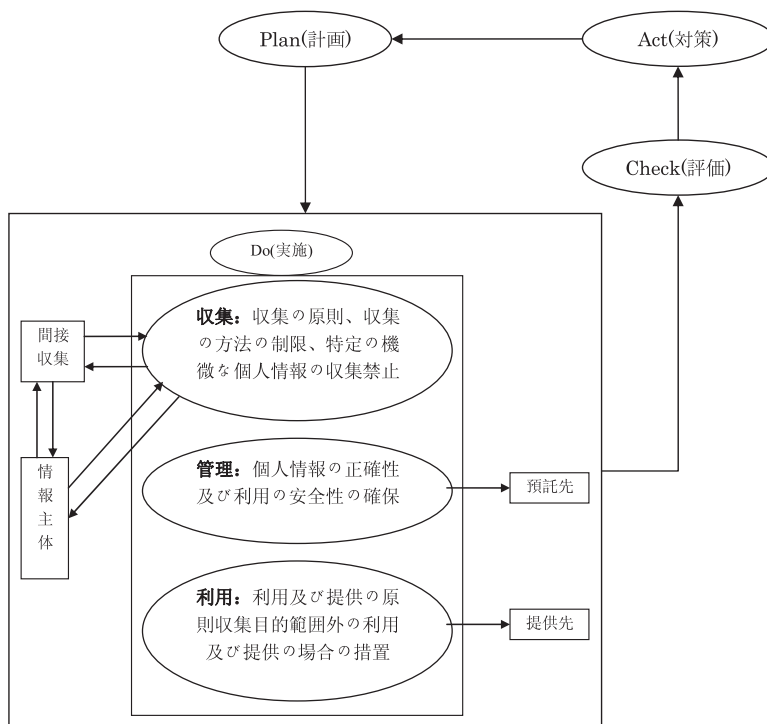 Plan(計画)
Act(対策)
Check(評価)
Do(実施)
収集：収集の原則、収集
の方法の制限、特定の機
微な個人情報の収集禁止
間接
収集
情
報
主
体
管理：個人情報の正確性
及び利用の安全性の確保
預託先
利用：利用及び提供の原
則収集目的範囲外の利用
及び提供の場合の措置
提供先